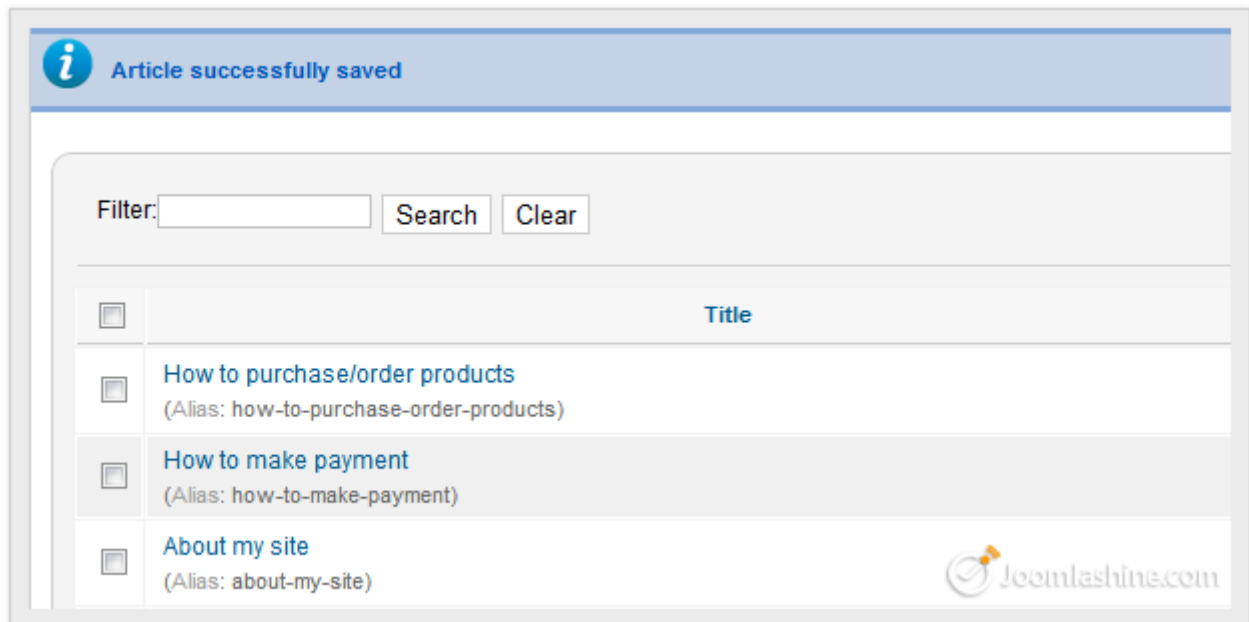 i
Article successfully saved
Filter: Search Clear
Title
How to purchase/order products
(Alias: how-to-purchase-order-products)
How to make payment
(Alias: how-to-make-payment)
About my site
(Alias: about-my-site)
Joomlashine.com